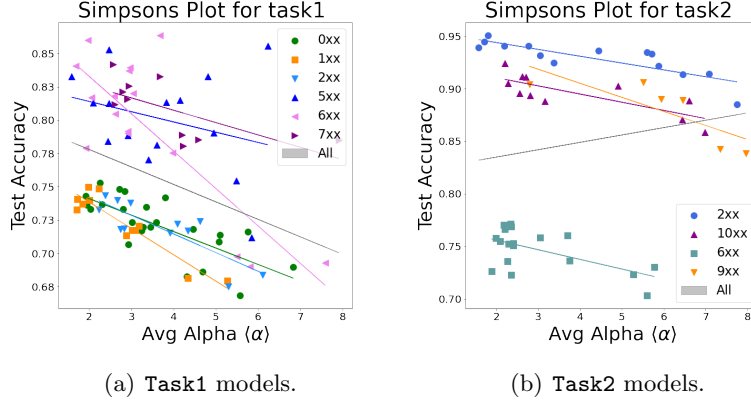 Simpsons Plot for task1
Test Accuracy
0.85
0.83
0.80
0.78
0.75
0.73
0.70
0.68
2
3
4
5
6
7
8
Avg Alpha ⟨α⟩
0xx
1xx
2xx
5xx
6xx
7xx
All
(a) Task1 models.
Simpsons Plot for task2
Test Accuracy
0.95
0.90
0.85
0.80
0.75
0.70
2
3
4
5
6
7
8
Avg Alpha ⟨α⟩
2xx
10xx
6xx
9xx
All
(b) Task2 models.